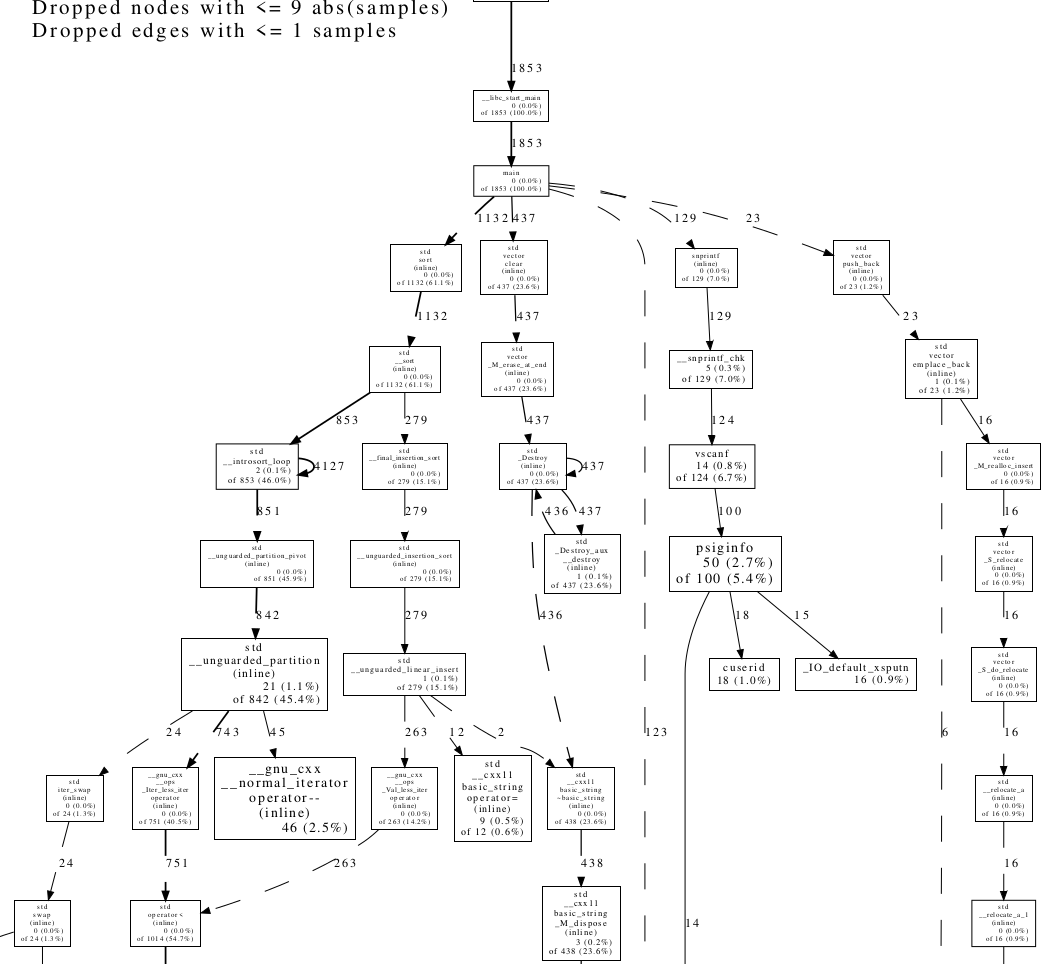 Dropped nodes with <= 9 abs(samples)
Dropped edges with <= 1 samples
1853
__libc_start_main
0 (0.0%)
of 1853 (100.0%)
1853
main
0 (0.0%)
of 1853 (100.0%)
1132
437
129
23
std
sort
(inline)
0 (0.0%)
of 1132 (61.1%)
std
vector
clear
(inline)
0 (0.0%)
of 437 (23.6%)
snprintf
(inline)
0 (0.0%)
of 129 (7.0%)
std
vector
push_back
(inline)
0 (0.0%)
of 23 (1.2%)
1132
437
129
23
std
__sort
(inline)
0 (0.0%)
of 1132 (61.1%)
std
vector
_M_erase_at_end
(inline)
0 (0.0%)
of 437 (23.6%)
__snprintf_chk
5 (0.3%)
of 129 (7.0%)
std
vector
emplace_back
(inline)
1 (0.1%)
of 23 (1.2%)
853
279
437
124
16
std
__introsort_loop
2 (0.1%)
of 853 (46.0%)
4127
std
__final_insertion_sort
(inline)
0 (0.0%)
of 279 (15.1%)
std
_Destroy
(inline)
0 (0.0%)
of 437 (23.6%)
437
vscanf
14 (0.8%)
of 124 (6.7%)
std
vector
_M_realloc_insert
0 (0.0%)
of 16 (0.9%)
851
279
436
437
100
16
std
__unguarded_partition_pivot
(inline)
0 (0.0%)
of 851 (45.9%)
std
__unguarded_insertion_sort
(inline)
0 (0.0%)
of 279 (15.1%)
std
_Destroy_aux
__destroy
(inline)
1 (0.1%)
of 437 (23.6%)
psiginfo
50 (2.7%)
of 100 (5.4%)
std
vector
_S_relocate
(inline)
0 (0.0%)
of 16 (0.9%)
842
279
436
18
15
16
std
__unguarded_partition
(inline)
21 (1.1%)
of 842 (45.4%)
std
__unguarded_linear_insert
1 (0.1%)
of 279 (15.1%)
cuserid
18 (1.0%)
_IO_default_xsputn
16 (0.9%)
std
vector
_S_do_relocate
(inline)
0 (0.0%)
of 16 (0.9%)
24
743
45
263
12
2
123
6
16
std
iter_swap
(inline)
0 (0.0%)
of 24 (1.3%)
__gnu_cxx
__ops
_Iter_less_iter
operator
(inline)
0 (0.0%)
of 751 (40.5%)
__gnu_cxx
__normal_iterator
operator--
(inline)
46 (2.5%)
__gnu_cxx
__ops
_Val_less_iter
operator
(inline)
0 (0.0%)
of 263 (14.2%)
std
__cxx11
basic_string
operator=
(inline)
9 (0.5%)
of 12 (0.6%)
std
__cxx11
basic_string
~basic_string
(inline)
0 (0.0%)
of 438 (23.6%)
std
__relocate_a
(inline)
0 (0.0%)
of 16 (0.9%)
24
751
263
438
16
std
swap
(inline)
0 (0.0%)
of 24 (1.3%)
std
operator<
(inline)
0 (0.0%)
of 1014 (54.7%)
std
__cxx11
basic_string
_M_dispose
(inline)
3 (0.2%)
of 438 (23.6%)
14
std
__relocate_a_1
(inline)
0 (0.0%)
of 16 (0.9%)